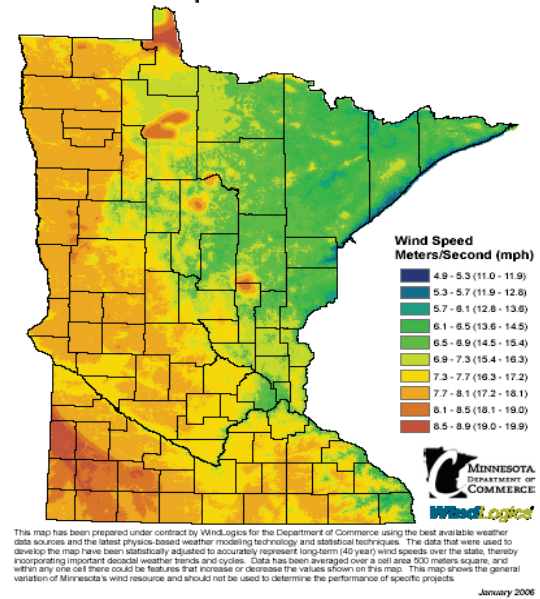 Wind Speed
Meters/Second (mph)
4.9 - 5.3 (11.0 - 11.9)
5.3 - 5.7 (11.9 - 12.8)
5.7 - 6.1 (12.8 - 13.6)
6.1 - 6.5 (13.6 - 14.5)
6.5 - 6.9 (14.5 - 15.4)
6.9 - 7.3 (15.4 - 16.3)
7.3 - 7.7 (16.3 - 17.2)
7.7 - 8.1 (17.2 - 18.1)
8.1 - 8.5 (18.1 - 19.0)
8.5 - 8.9 (19.0 - 19.9)
MINNESOTA
DEPARTMENT OF
COMMERCE
WindLogics
This map has been prepared under contract by WindLogics for the Department of Commerce using the best available weather
data sources and the latest physics-based weather modeling technology and statistical techniques. The data that were used to
develop the map have been statistically adjusted to accurately represent long-term (40 year) wind speeds over the state, thereby
incorporating important decadal weather trends and cycles. Data has been averaged over a cell area 500 meters square, and
within any one cell there could be features that increase or decrease the values shown on this map. This map shows the general
variation of Minnesota's wind resource and should not be used to determine the performance of specific projects.
January 2006